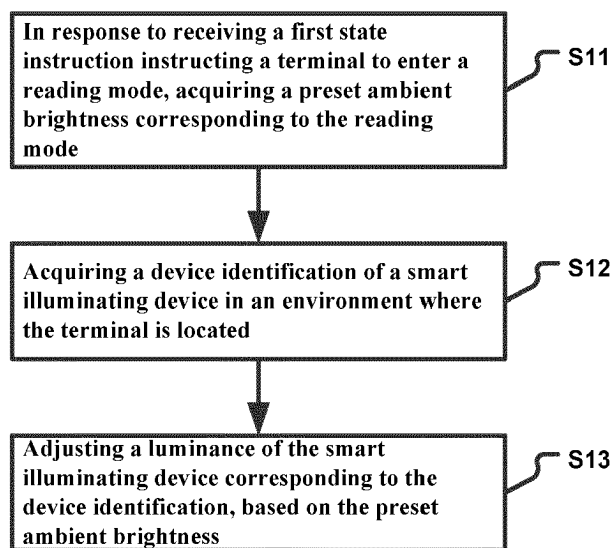 In response to receiving a first state
instruction instructing a terminal to enter a
reading mode, acquiring a preset ambient
brightness corresponding to the reading
mode
S11
Acquiring a device identification of a smart
illuminating device in an environment where
the terminal is located
S12
Adjusting a luminance of the smart
illuminating device corresponding to the
device identification, based on the preset
ambient brightness
S13